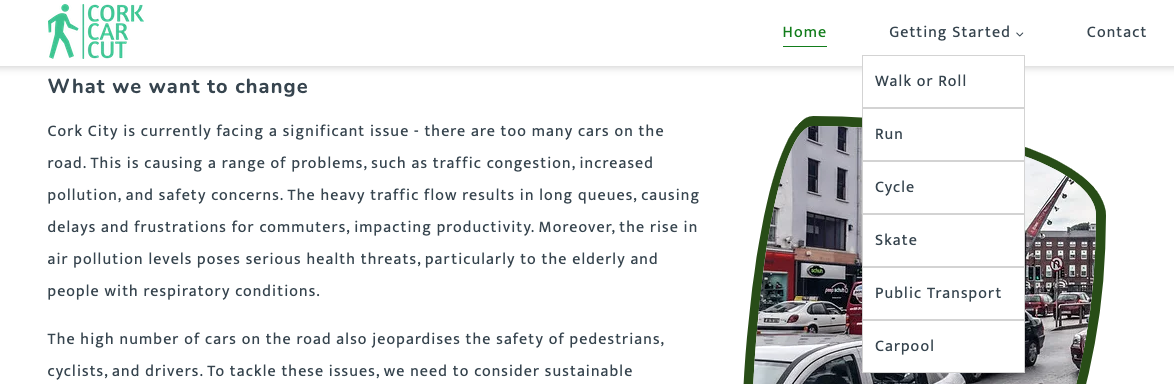 CORK
CAR
CUT
Home
Getting Started
Contact
Walk or Roll
Run
Cycle
Skate
Public Transport
Carpool
What we want to change
Cork City is currently facing a significant issue - there are too many cars on the
road. This is causing a range of problems, such as traffic congestion, increased
pollution, and safety concerns. The heavy traffic flow results in long queues, causing
delays and frustrations for commuters, impacting productivity. Moreover, the rise in
air pollution levels poses serious health threats, particularly to the elderly and
people with respiratory conditions.
The high number of cars on the road also jeopardises the safety of pedestrians,
cyclists, and drivers. To tackle these issues, we need to consider sustainable
schuh